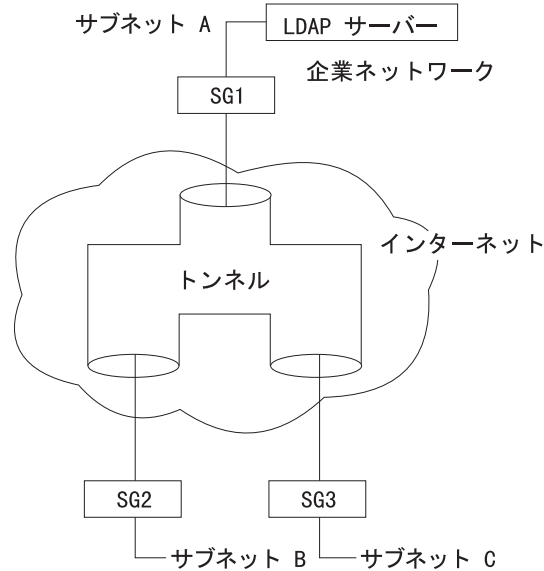 サブネット A
LDAP サーバー
企業ネットワーク
SG1
インターネット
トンネル
SG2
SG3
サブネット B
サブネット C